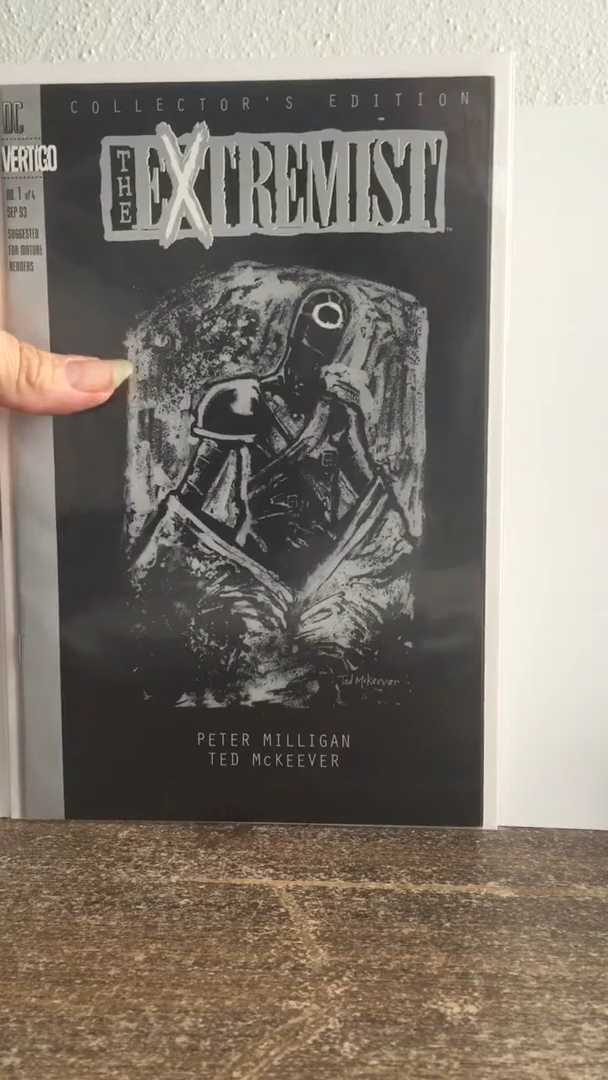 COLLECTOR'S EDITION
DC
VERTIGO
NO. 1 of 4
SEP 93
SUGGESTED
FOR MATURE
READERS
THE EXTREMIST
TM
Ted McKeever
PETER MILLIGAN
TED McKEEVER